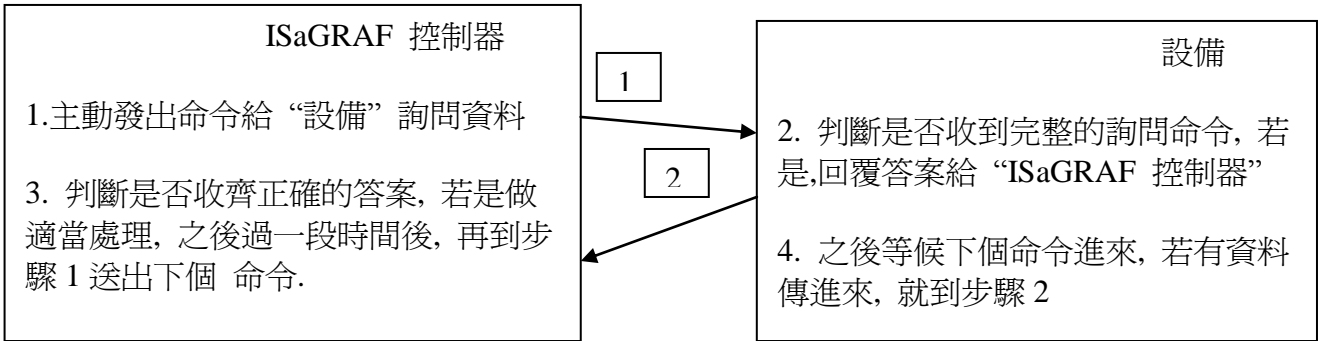 ISaGRAF 控制器
1.主動發出命令給 “設備” 詢問資料
3. 判斷是否收齊正確的答案, 若是做
適當處理, 之後過一段時間後, 再到步
驟 1 送出下個 命令.
1
2
設備
2. 判斷是否收到完整的詢問命令, 若
是,回覆答案給 “ISaGRAF 控制器”
4. 之後等候下個命令進來, 若有資料
傳進來, 就到步驟 2